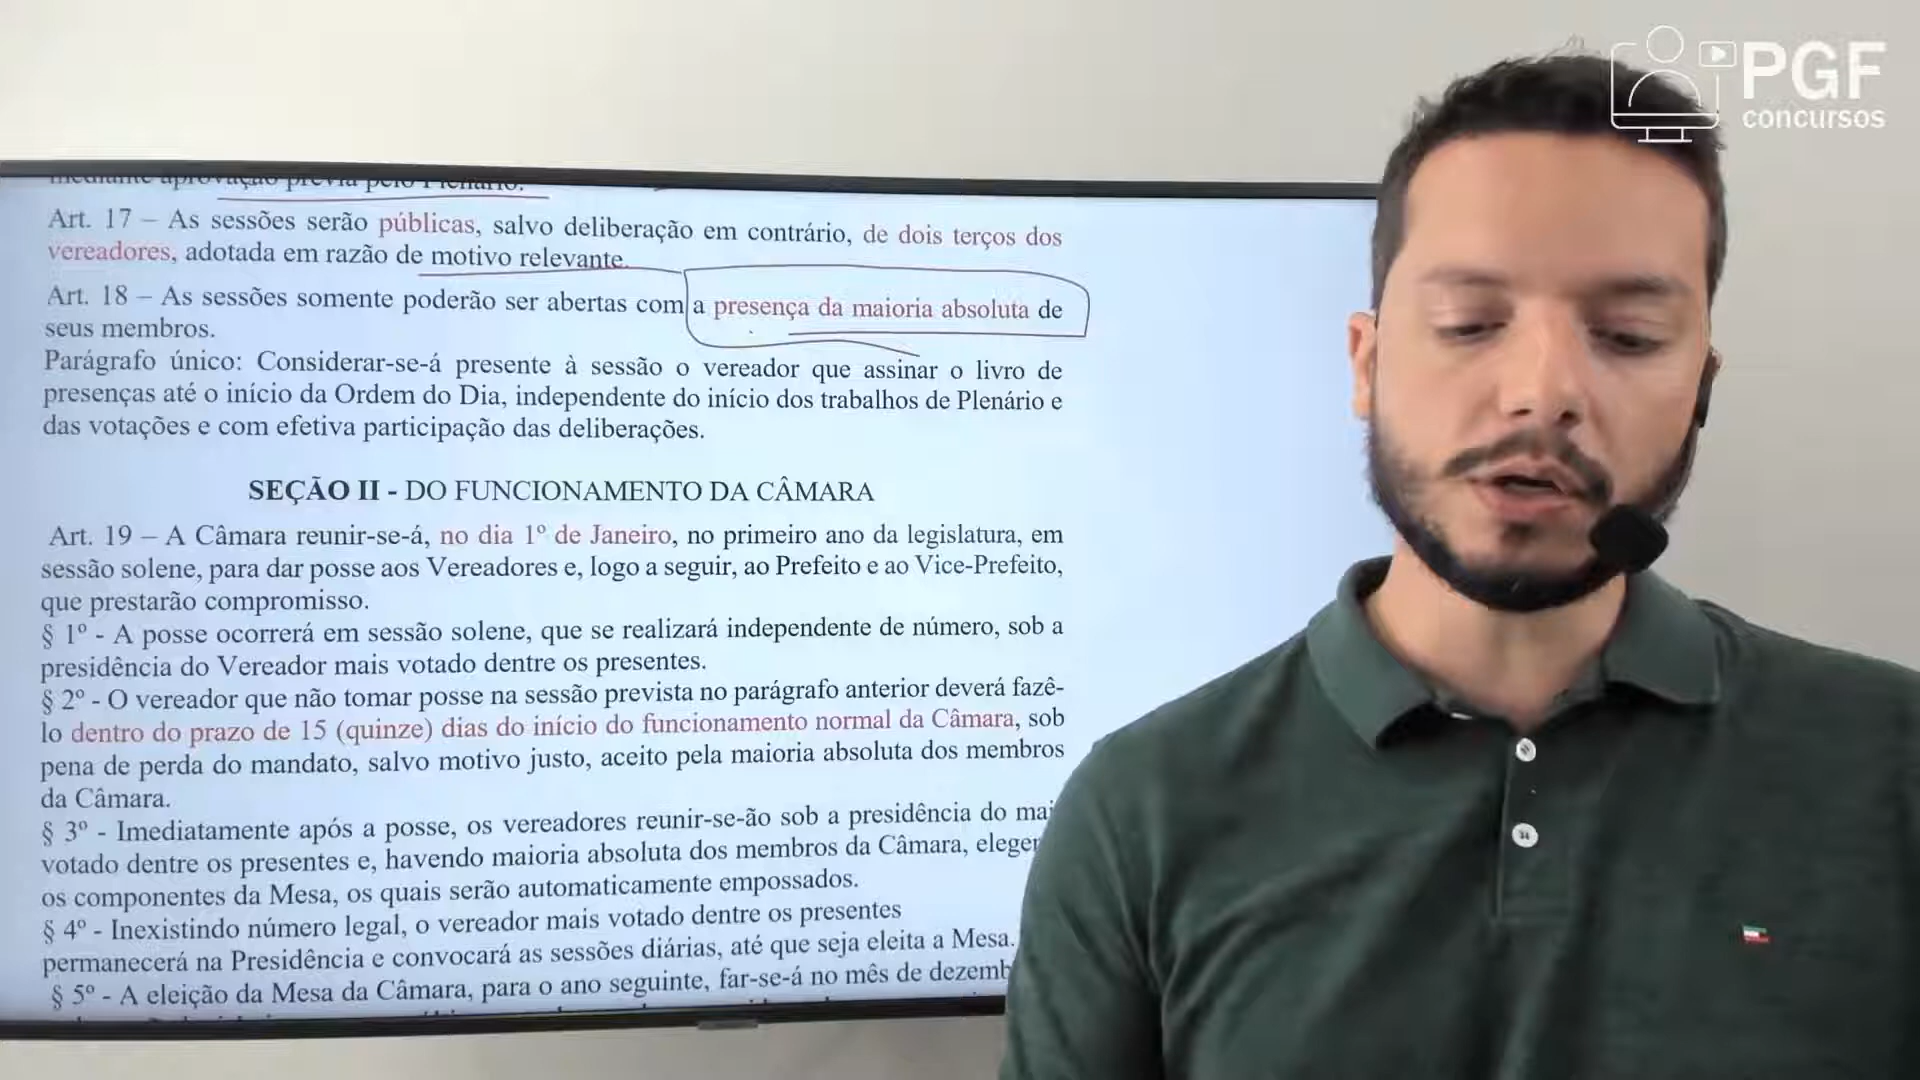 PGF
concursos
mediante aprovação prévia pelo Plenário.
Art. 17 – As sessões serão públicas, salvo deliberação em contrário, de dois terços dos
vereadores, adotada em razão de motivo relevante.
Art. 18 – As sessões somente poderão ser abertas com a presença da maioria absoluta de
seus membros.
Parágrafo único: Considerar-se-á presente à sessão o vereador que assinar o livro de
presenças até o início da Ordem do Dia, independente do início dos trabalhos de Plenário e
das votações e com efetiva participação das deliberações.
SEÇÃO II - DO FUNCIONAMENTO DA CÂMARA
Art. 19 – A Câmara reunir-se-á, no dia 1º de Janeiro, no primeiro ano da legislatura, em
sessão solene, para dar posse aos Vereadores e, logo a seguir, ao Prefeito e ao Vice-Prefeito,
que prestarão compromisso.
§ 1º - A posse ocorrerá em sessão solene, que se realizará independente de número, sob a
presidência do Vereador mais votado dentre os presentes.
§ 2º - O vereador que não tomar posse na sessão prevista no parágrafo anterior deverá fazê-
lo dentro do prazo de 15 (quinze) dias do início do funcionamento normal da Câmara, sob
pena de perda do mandato, salvo motivo justo, aceito pela maioria absoluta dos membros
da Câmara.
§ 3º - Imediatamente após a posse, os vereadores reunir-se-ão sob a presidência do mai
votado dentre os presentes e, havendo maioria absoluta dos membros da Câmara, eleger
os componentes da Mesa, os quais serão automaticamente empossados.
§ 4º - Inexistindo número legal, o vereador mais votado dentre os presentes
permanecerá na Presidência e convocará as sessões diárias, até que seja eleita a Mesa.
§ 5º - A eleição da Mesa da Câmara, para o ano seguinte, far-se-á no mês de dezemb